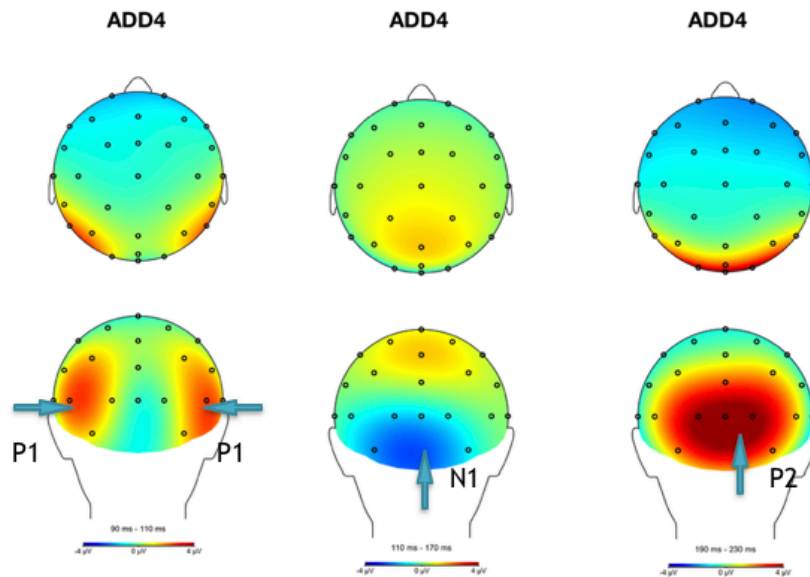 ADD4
ADD4
ADD4
P1
P1
N1
P2
90 ms - 110 ms
-4 µV 0 µV 4 µV
110 ms - 170 ms
-4 µV 0 µV 4 µV
190 ms - 230 ms
-4 µV 0 µV 4 µV